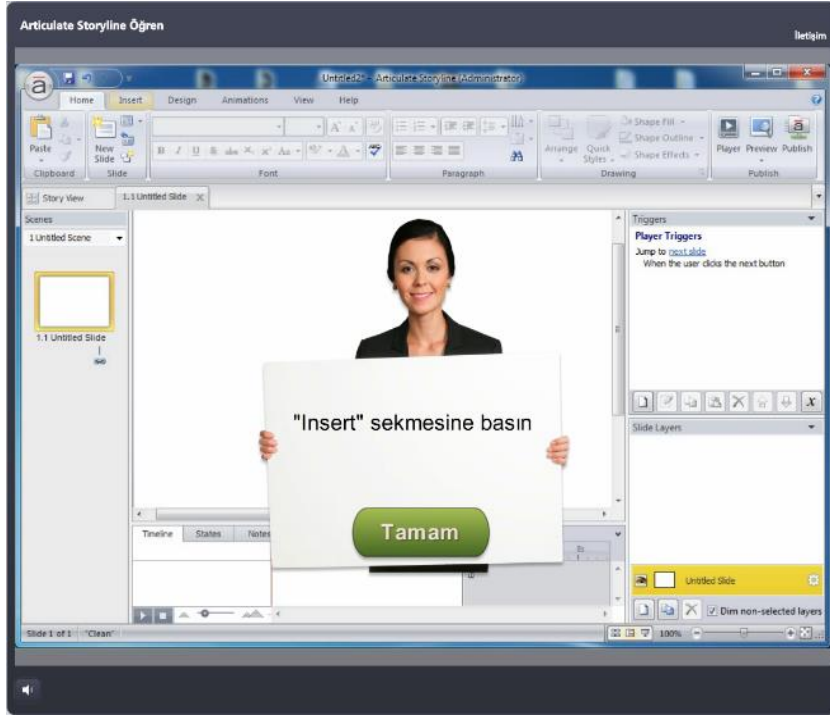 Articulate Storyline Öğren
İletişim
Untitled2* - Articulate Storyline (Administrator)
Home Insert Design Animations View Help
Paste
New Slide
Arrange
Quick Styles
Shape Fill
Shape Outline
Shape Effects
Player Preview Publish
Clipboard Slide Font Paragraph Drawing Publish
Story View 1.1 Untitled Slide
Scenes
1 Untitled Scene
1.1 Untitled Slide
Triggers
Player Triggers
Jump to next slide
When the user clicks the next button
"Insert" sekmesine basın
Tamam
Slide Layers
Timeline States Notes
Untitled Slide
Dim non-selected layers
Slide 1 of 1 "Clean" 100%